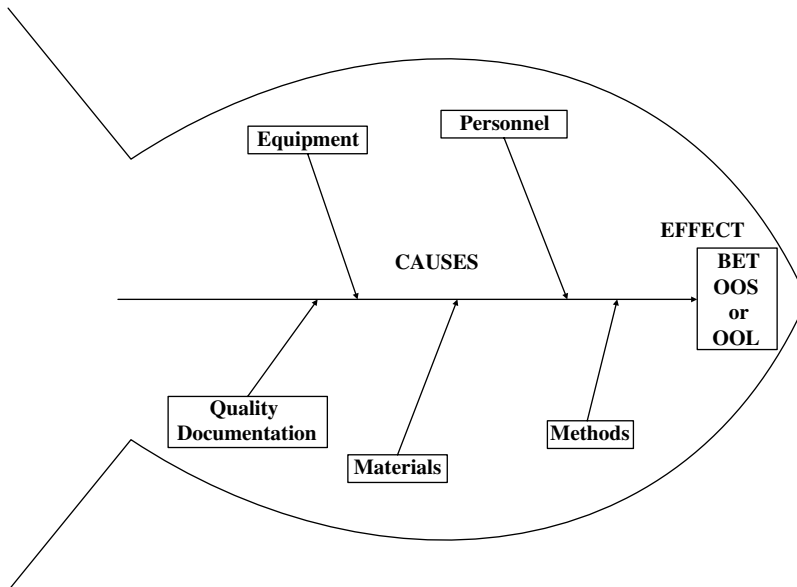 Personnel
Equipment
EFFECT
CAUSES
BET
OOS
or
OOL
Quality
Documentation
Methods
Materials